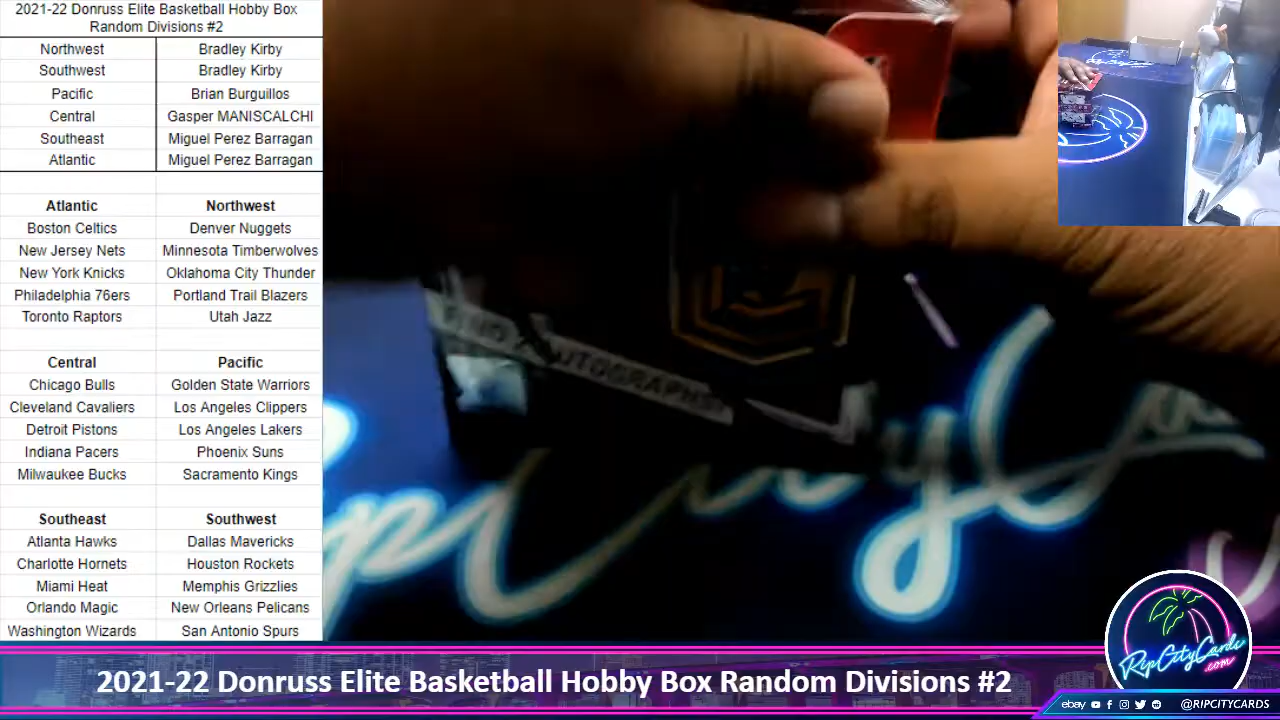 2021-22 Donruss Elite Basketball Hobby Box
Random Divisions #2
Northwest Bradley Kirby
Southwest Bradley Kirby
Pacific Brian Burguillos
Central Gasper MANISCALCHI
Southeast Miguel Perez Barragan
Atlantic Miguel Perez Barragan
Atlantic Northwest
Boston Celtics Denver Nuggets
New Jersey Nets Minnesota Timberwolves
New York Knicks Oklahoma City Thunder
Philadelphia 76ers Portland Trail Blazers
Toronto Raptors Utah Jazz
Central Pacific
Chicago Bulls Golden State Warriors
Cleveland Cavaliers Los Angeles Clippers
Detroit Pistons Los Angeles Lakers
Indiana Pacers Phoenix Suns
Milwaukee Bucks Sacramento Kings
Southeast Southwest
Atlanta Hawks Dallas Mavericks
Charlotte Hornets Houston Rockets
Miami Heat Memphis Grizzlies
Orlando Magic New Orleans Pelicans
Washington Wizards San Antonio Spurs
FIND 2 AUTOGRAPHS
RipCityCards
.com
2021-22 Donruss Elite Basketball Hobby Box Random Divisions #2
ebay @RIPCITYCARDS